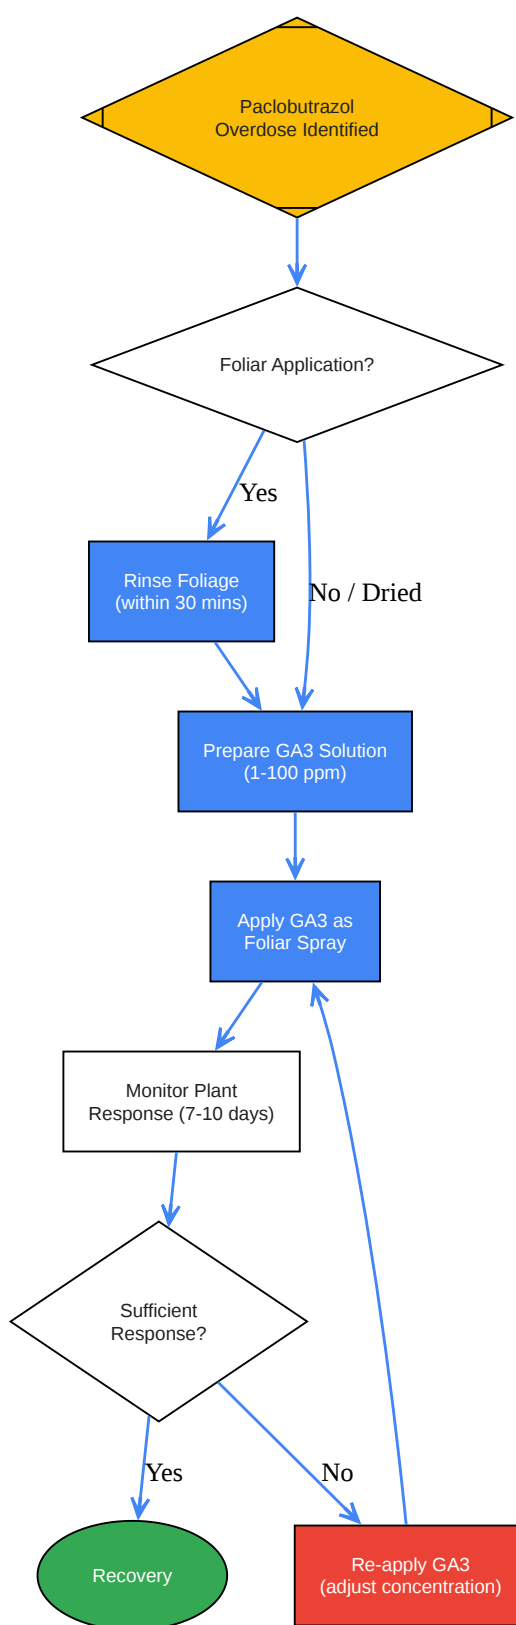 Paclobutrazol
Overdose Identified
Foliar Application?
Yes
Rinse Foliage
(within 30 mins)
No / Dried
Prepare GA3 Solution
(1-100 ppm)
Apply GA3 as
Foliar Spray
Monitor Plant
Response (7-10 days)
Sufficient
Response?
Yes
No
Recovery
Re-apply GA3
(adjust concentration)